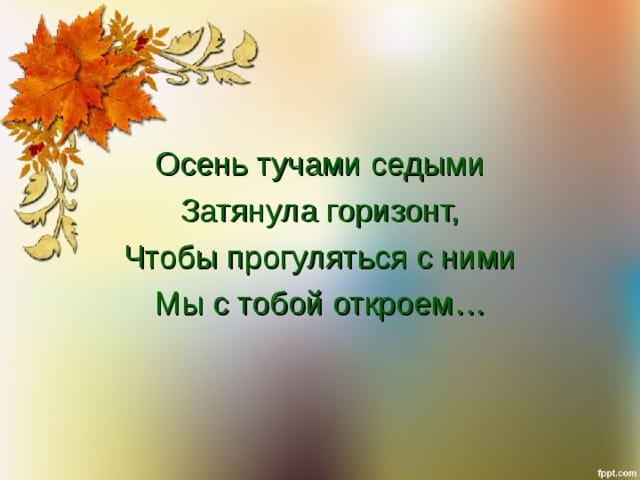 Осень тучами седыми
Затянула горизонт,
Чтобы прогуляться с ними
Мы с тобой откроем…
fppt.com